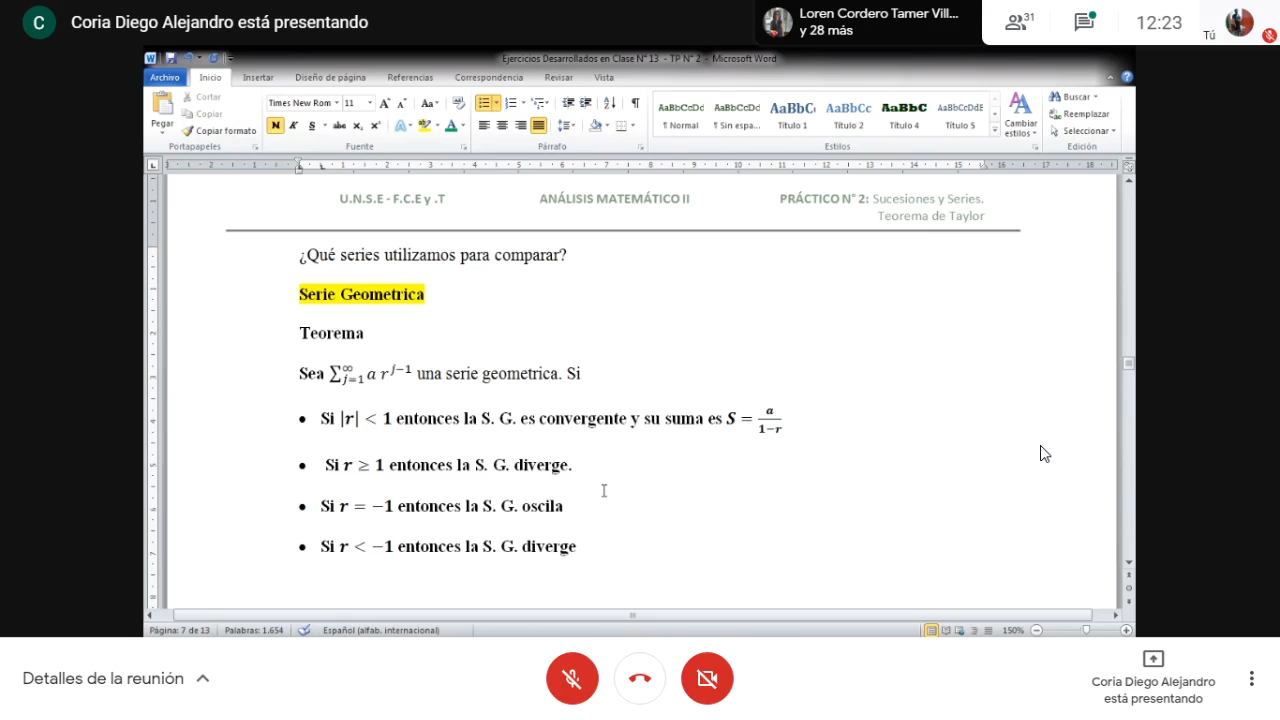 C Coria Diego Alejandro está presentando
Loren Cordero Tamer Vill...
y 28 más
31
12:23
Tú
Ejercicios Desarrollados en Clase N° 13 - TP N° 2 - Microsoft Word
Archivo Inicio Insertar Diseño de página Referencias Correspondencia Revisar Vista
Cortar
Copiar
Copiar formato
Pegar
Times New Rom 11
AaBbCcDd AaBbCcDd AaBbC AaBbCc AaBbC AaBbCcDdE
¶ Normal ¶ Sin espa... Título 1 Título 2 Título 4 Título 5
Cambiar estilos
Buscar
Reemplazar
Seleccionar
Portapapeles Fuente Párrafo Estilos Edición
U.N.S.E - F.C.E y .T ANÁLISIS MATEMÁTICO II PRÁCTICO N° 2: Sucesiones y Series.
Teorema de Taylor
¿Qué series utilizamos para comparar?
Serie Geometrica
Teorema
Sea ∑_{j=1}^{∞} a r^{j−1} una serie geometrica. Si
• Si |r| < 1 entonces la S. G. es convergente y su suma es S = a/(1−r)
• Si r ≥ 1 entonces la S. G. diverge.
• Si r = −1 entonces la S. G. oscila
• Si r < −1 entonces la S. G. diverge
Página: 7 de 13 Palabras: 1.654 Español (alfab. internacional) 150%
Detalles de la reunión
Coria Diego Alejandro
está presentando